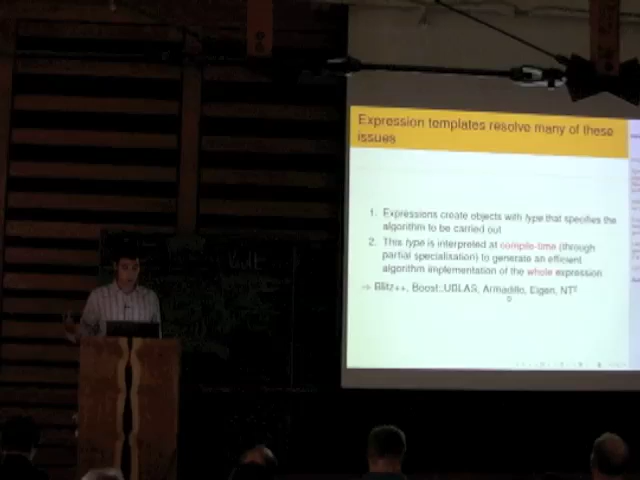 Expression templates resolve many of these
issues
1. Expressions create objects with type that specifies the
algorithm to be carried out
2. This type is interpreted at compile-time (through
partial specialisation) to generate an efficient
algorithm implementation of the whole expression
⇒ Blitz++, Boost::UBLAS, Armadillo, Eigen, NT²